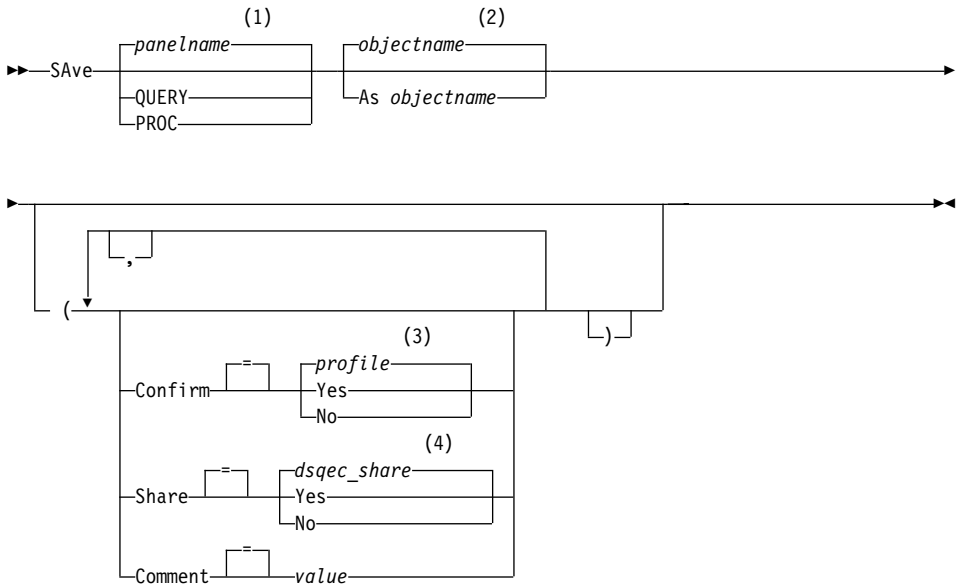 (1) (2)
panelname objectname
SAve
QUERY As objectname
PROC
,
( )
(3)
= profile
Confirm Yes
No
(4)
= dsqec_share
Share Yes
No
=
Comment value